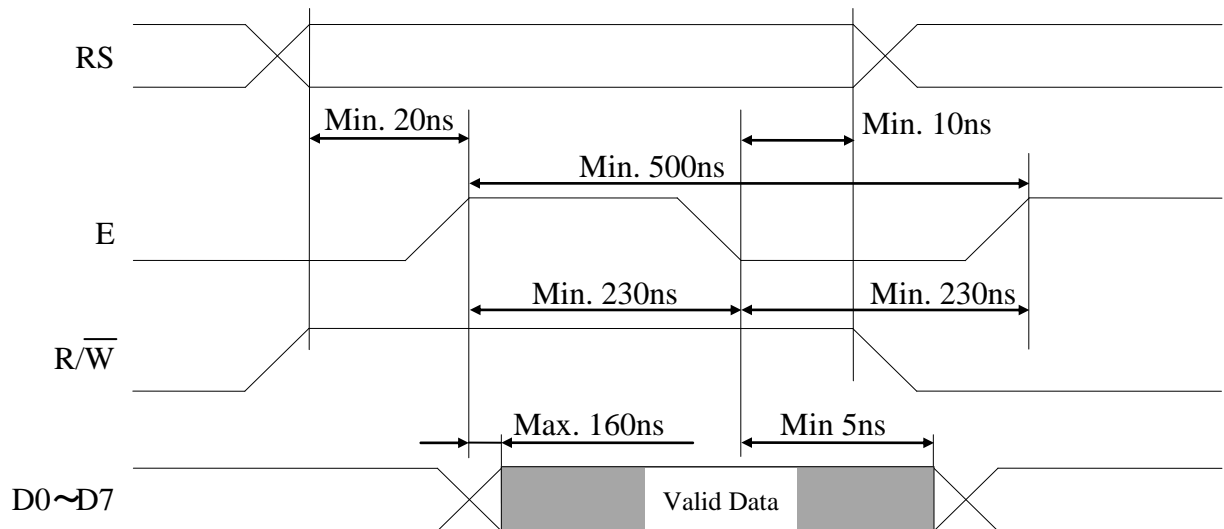 RS
Min. 20ns
Min. 10ns
Min. 500ns
E
Min. 230ns
Min. 230ns
R/W̅
Max. 160ns
Min 5ns
D0~D7
Valid Data